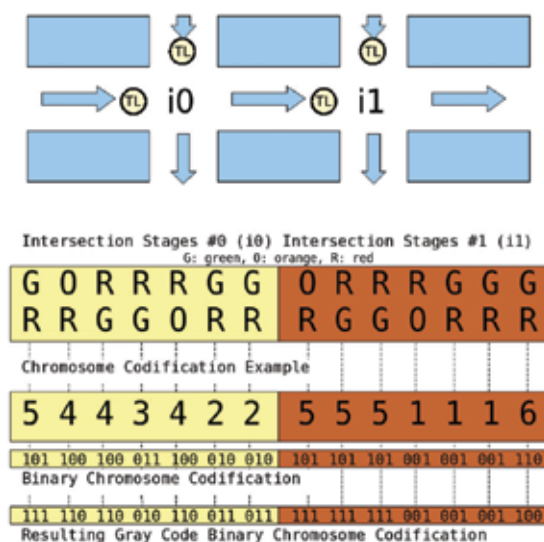 TL TL
TL i0 TL i1
Intersection Stages #0 (i0) Intersection Stages #1 (i1)
G: green, O: orange, R: red
G O R R R G G O R R R G G G
R R G G O R R R G G O R R R
Chromosome Codification Example
5 4 4 3 4 2 2 5 5 5 1 1 1 6
101 100 100 011 100 010 010 101 101 101 001 001 001 110
Binary Chromosome Codification
111 110 110 010 110 011 011 111 111 111 001 001 001 100
Resulting Gray Code Binary Chromosome Codification